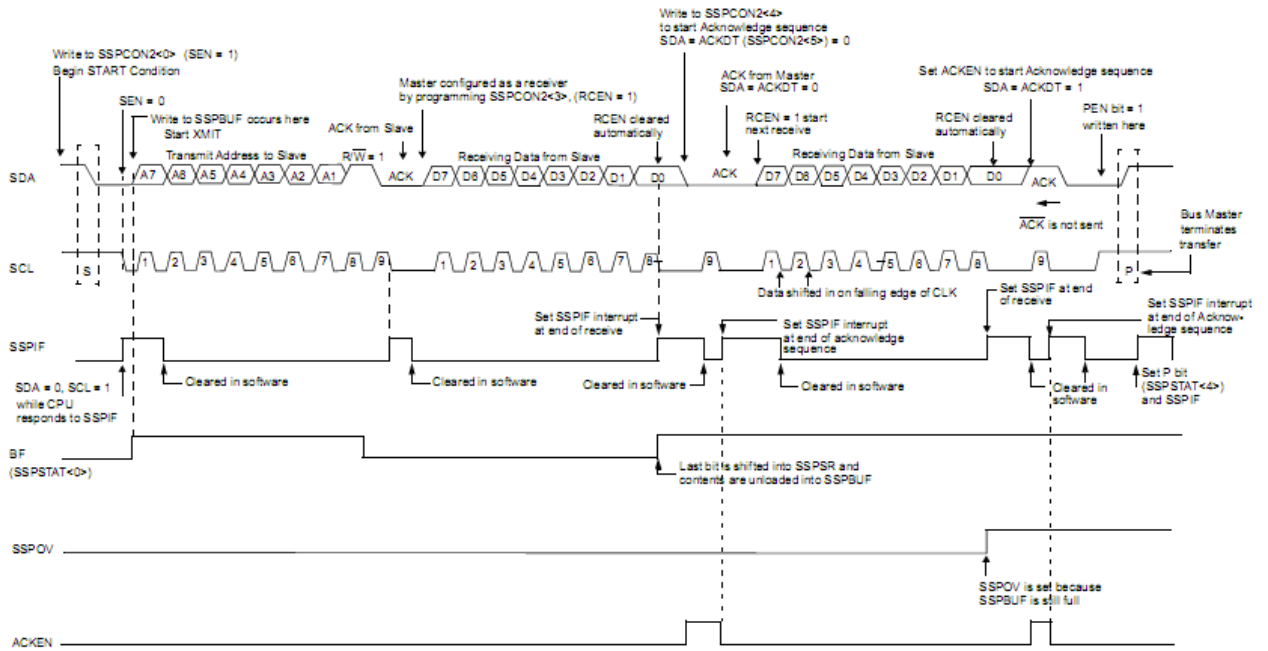 Write to SSPCON2<4>
to start Acknowledge sequence
SDA = ACKDT (SSPCON2<5>) = 0
Write to SSPCON2<0> (SEN = 1)
Begin START Condition
ACK from Master
SDA = ACKDT = 0
Set ACKEN to start Acknowledge sequence
SDA = ACKDT = 1
Master configured as a receiver
by programming SSPCON2<3>, (RCEN = 1)
SEN = 0
PEN bit = 1
written here
Write to SSPBUF occurs here
Start XMIT
ACK from Slave
RCEN cleared
automatically
RCEN = 1 start
next receive
RCEN cleared
automatically
Transmit Address to Slave
R/W = 1
Receiving Data from Slave
Receiving Data from Slave
SDA
A7 A6 A5 A4 A3 A2 A1
ACK
D7 D6 D5 D4 D3 D2 D1 D0
ACK
D7 D6 D5 D4 D3 D2 D1 D0
ACK
ACK is not sent
Bus Master
terminates
transfer
SCL
S
1 2 3 4 5 6 7 8 9
1 2 3 4 5 6 7 8
9
1 2 3 4 5 6 7 8
9
P
Data shifted in on falling edge of CLK
Set SSPIF interrupt
at end of receive
Set SSPIF interrupt
at end of acknowledge
sequence
Set SSPIF at end
of receive
Set SSPIF interrupt
at end of Acknow-
ledge sequence
SSPIF
Cleared in software
Cleared in software
Cleared in software
Cleared in software
Cleared in
software
Set P bit
(SSPSTAT<4>)
and SSPIF
SDA = 0, SCL = 1
while CPU
responds to SSPIF
BF
(SSPSTAT<0>)
Last bit is shifted into SSPSR and
contents are unloaded into SSPBUF
SSPOV
SSPOV is set because
SSPBUF is still full
ACKEN